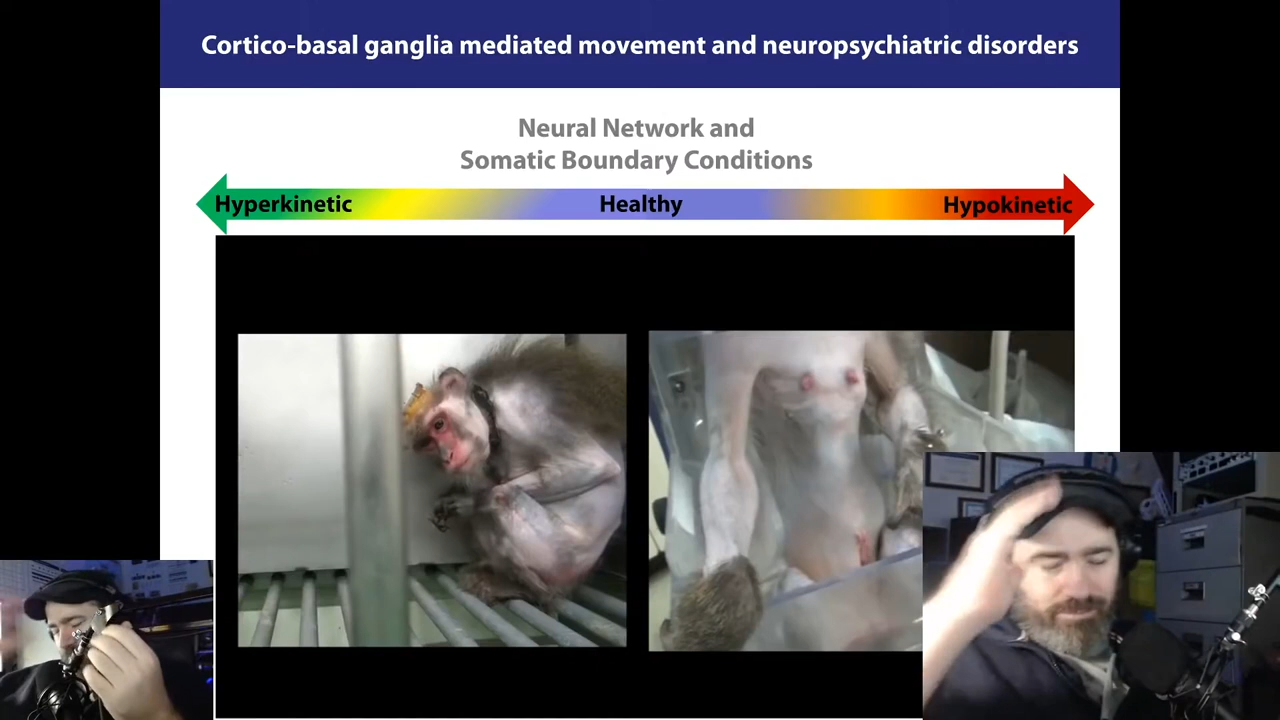 Cortico-basal ganglia mediated movement and neuropsychiatric disorders
Neural Network and
Somatic Boundary Conditions
Hyperkinetic
Healthy
Hypokinetic